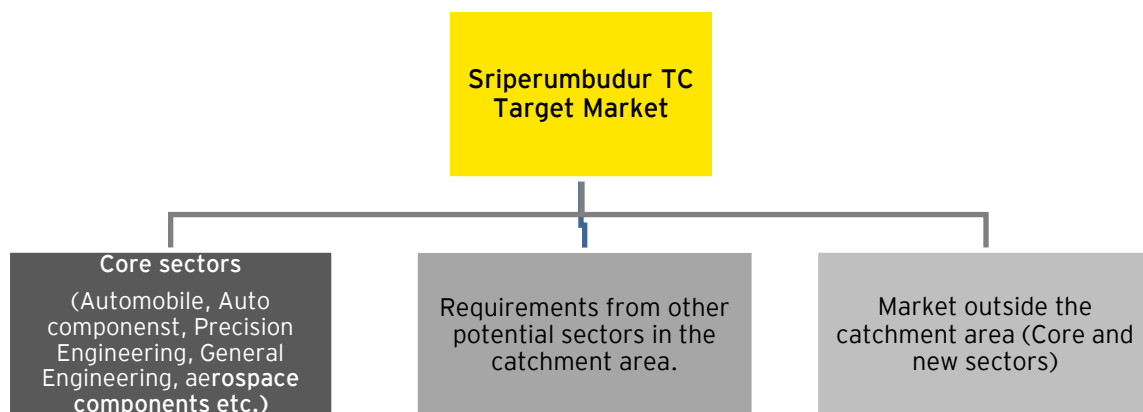 Sriperumbudur TC
Target Market
Core sectors
(Automobile, Auto
componenst, Precision
Engineering, General
Engineering, aerospace
components etc.)
Requirements from other
potential sectors in the
catchment area.
Market outside the
catchment area (Core and
new sectors)